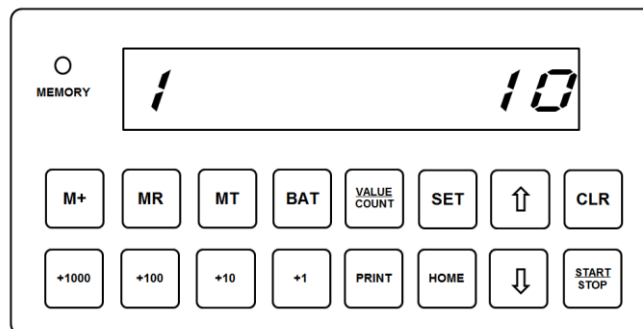 1 10
MEMORY
M+ MR MT BAT VALUE COUNT SET ⇧ CLR
+1000 +100 +10 +1 PRINT HOME ⇩ START STOP